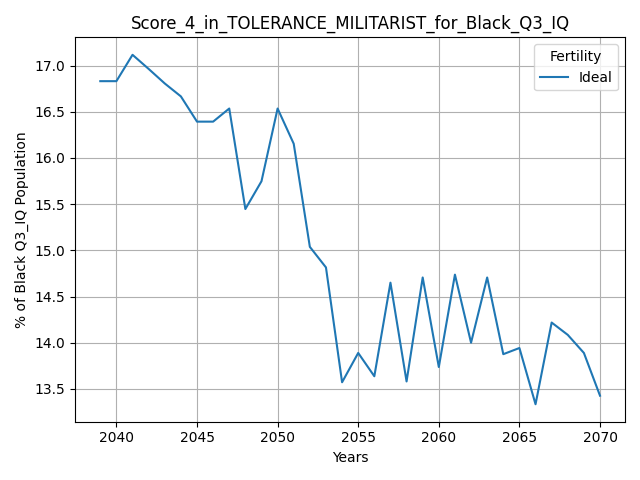 Score_4_in_TOLERANCE_MILITARIST_for_Black_Q3_IQ
Fertility
Ideal
% of Black Q3_IQ Population
17.0
16.5
16.0
15.5
15.0
14.5
14.0
13.5
2040 2045 2050 2055 2060 2065 2070
Years